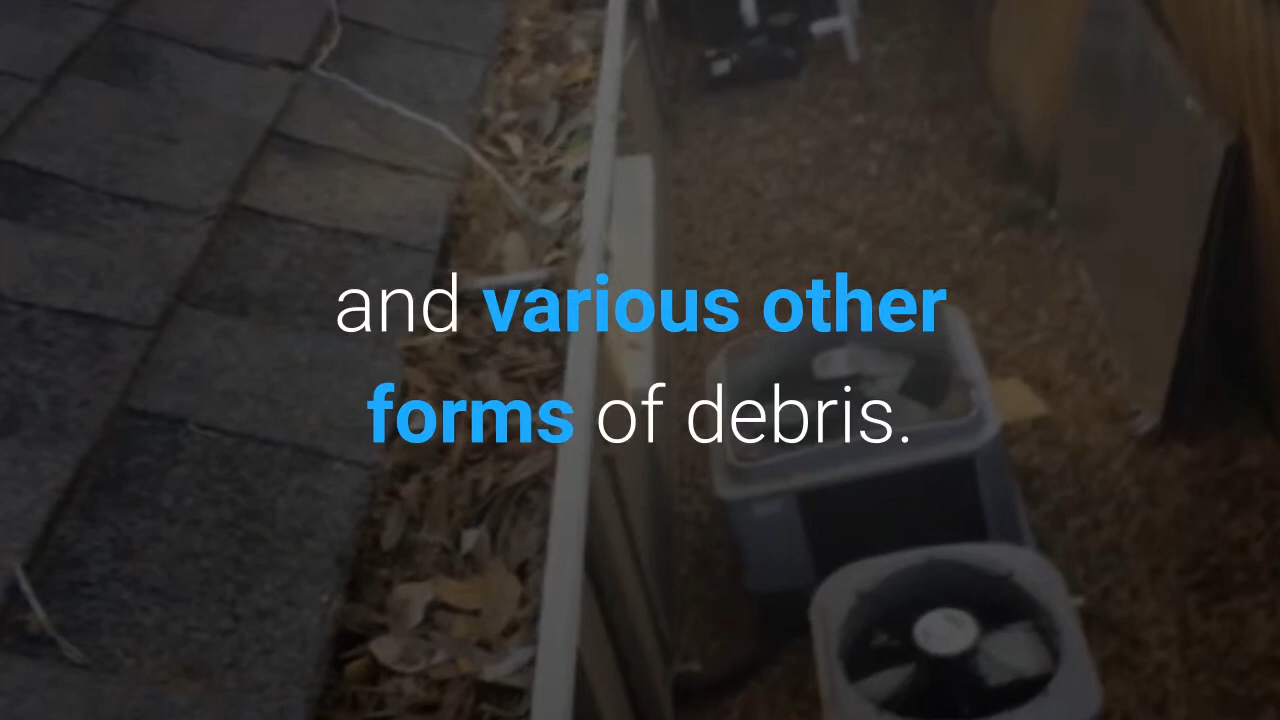 and various other
forms of debris.